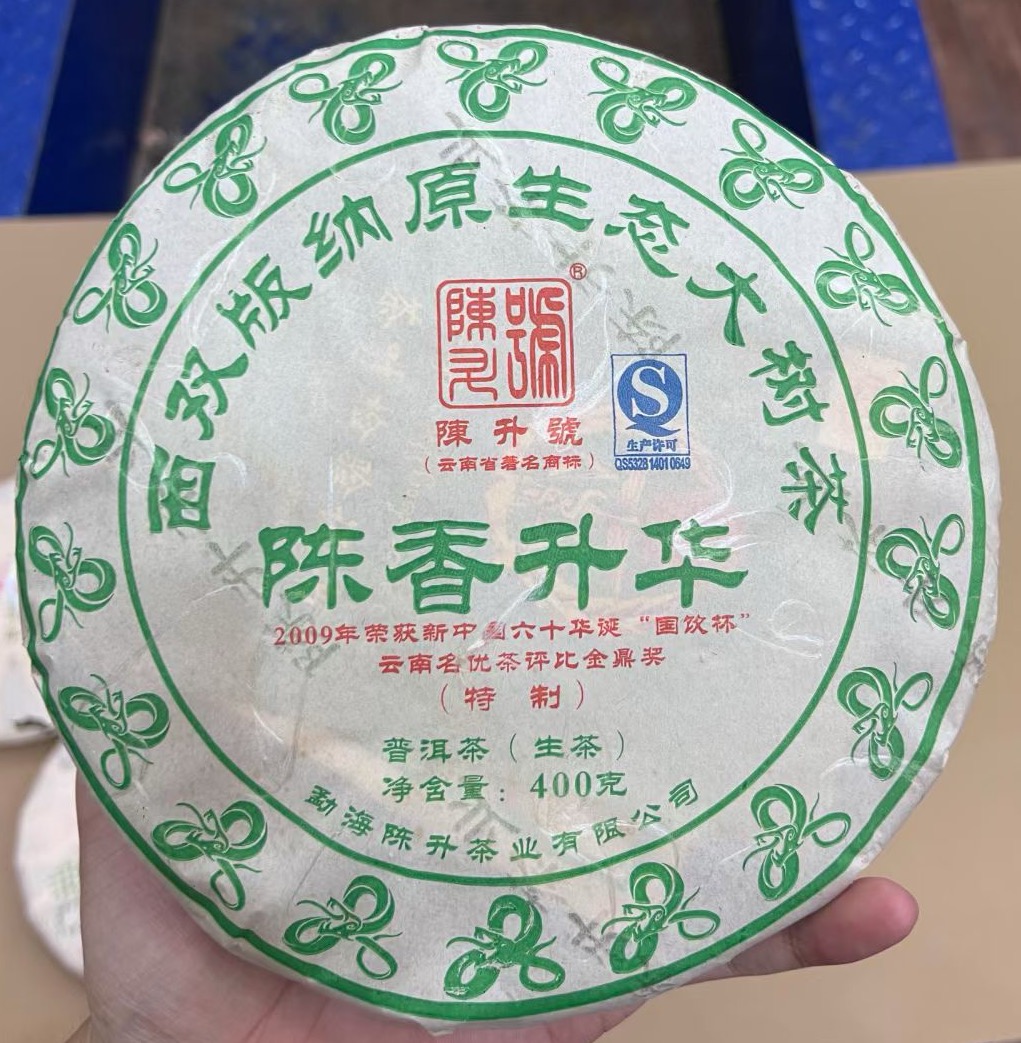 西双版纳原生态大树茶
陳升號
®
陳升號
(云南省著名商标)
S
生产许可
QS5328 1401 0649
陈香升华
2009年荣获新中国六十华诞“国饮杯”
云南名优茶评比金鼎奖
(特制)
普洱茶(生茶)
净含量：400克
勐海陈升茶业有限公司